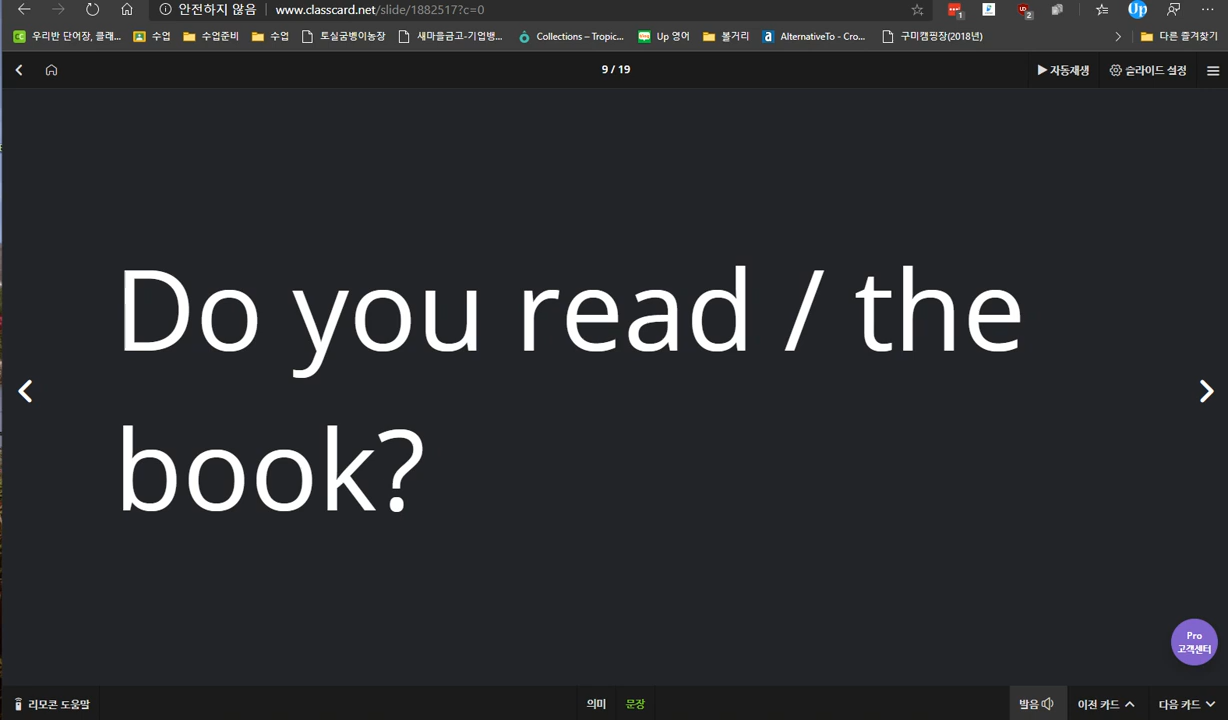 안전하지 않음 www.classcard.net/slide/1882517?c=0
1 2 Up
우리반 단어장, 클래... 수업 수업준비 수업 토실궁뱅이농장 새마을금고-기업뱅... Collections – Tropic... Up 영어 볼거리 AlternativeTo - Cro... 구미캠핑장(2018년) 다른 즐겨찾기
9 / 19 자동재생 슬라이드 설정
Do you read / the
book?
Pro
고객센터
리모콘 도움말 의미 문장 발음 이전 카드 다음 카드